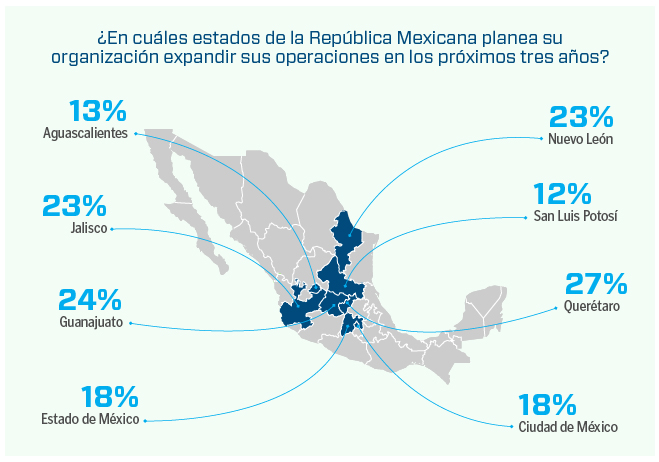 ¿En cuáles estados de la República Mexicana planea su
organización expandir sus operaciones en los próximos tres años?
13%
Aguascalientes
23%
Nuevo León
23%
Jalisco
12%
San Luis Potosí
24%
Guanajuato
27%
Querétaro
18%
Estado de México
18%
Ciudad de México